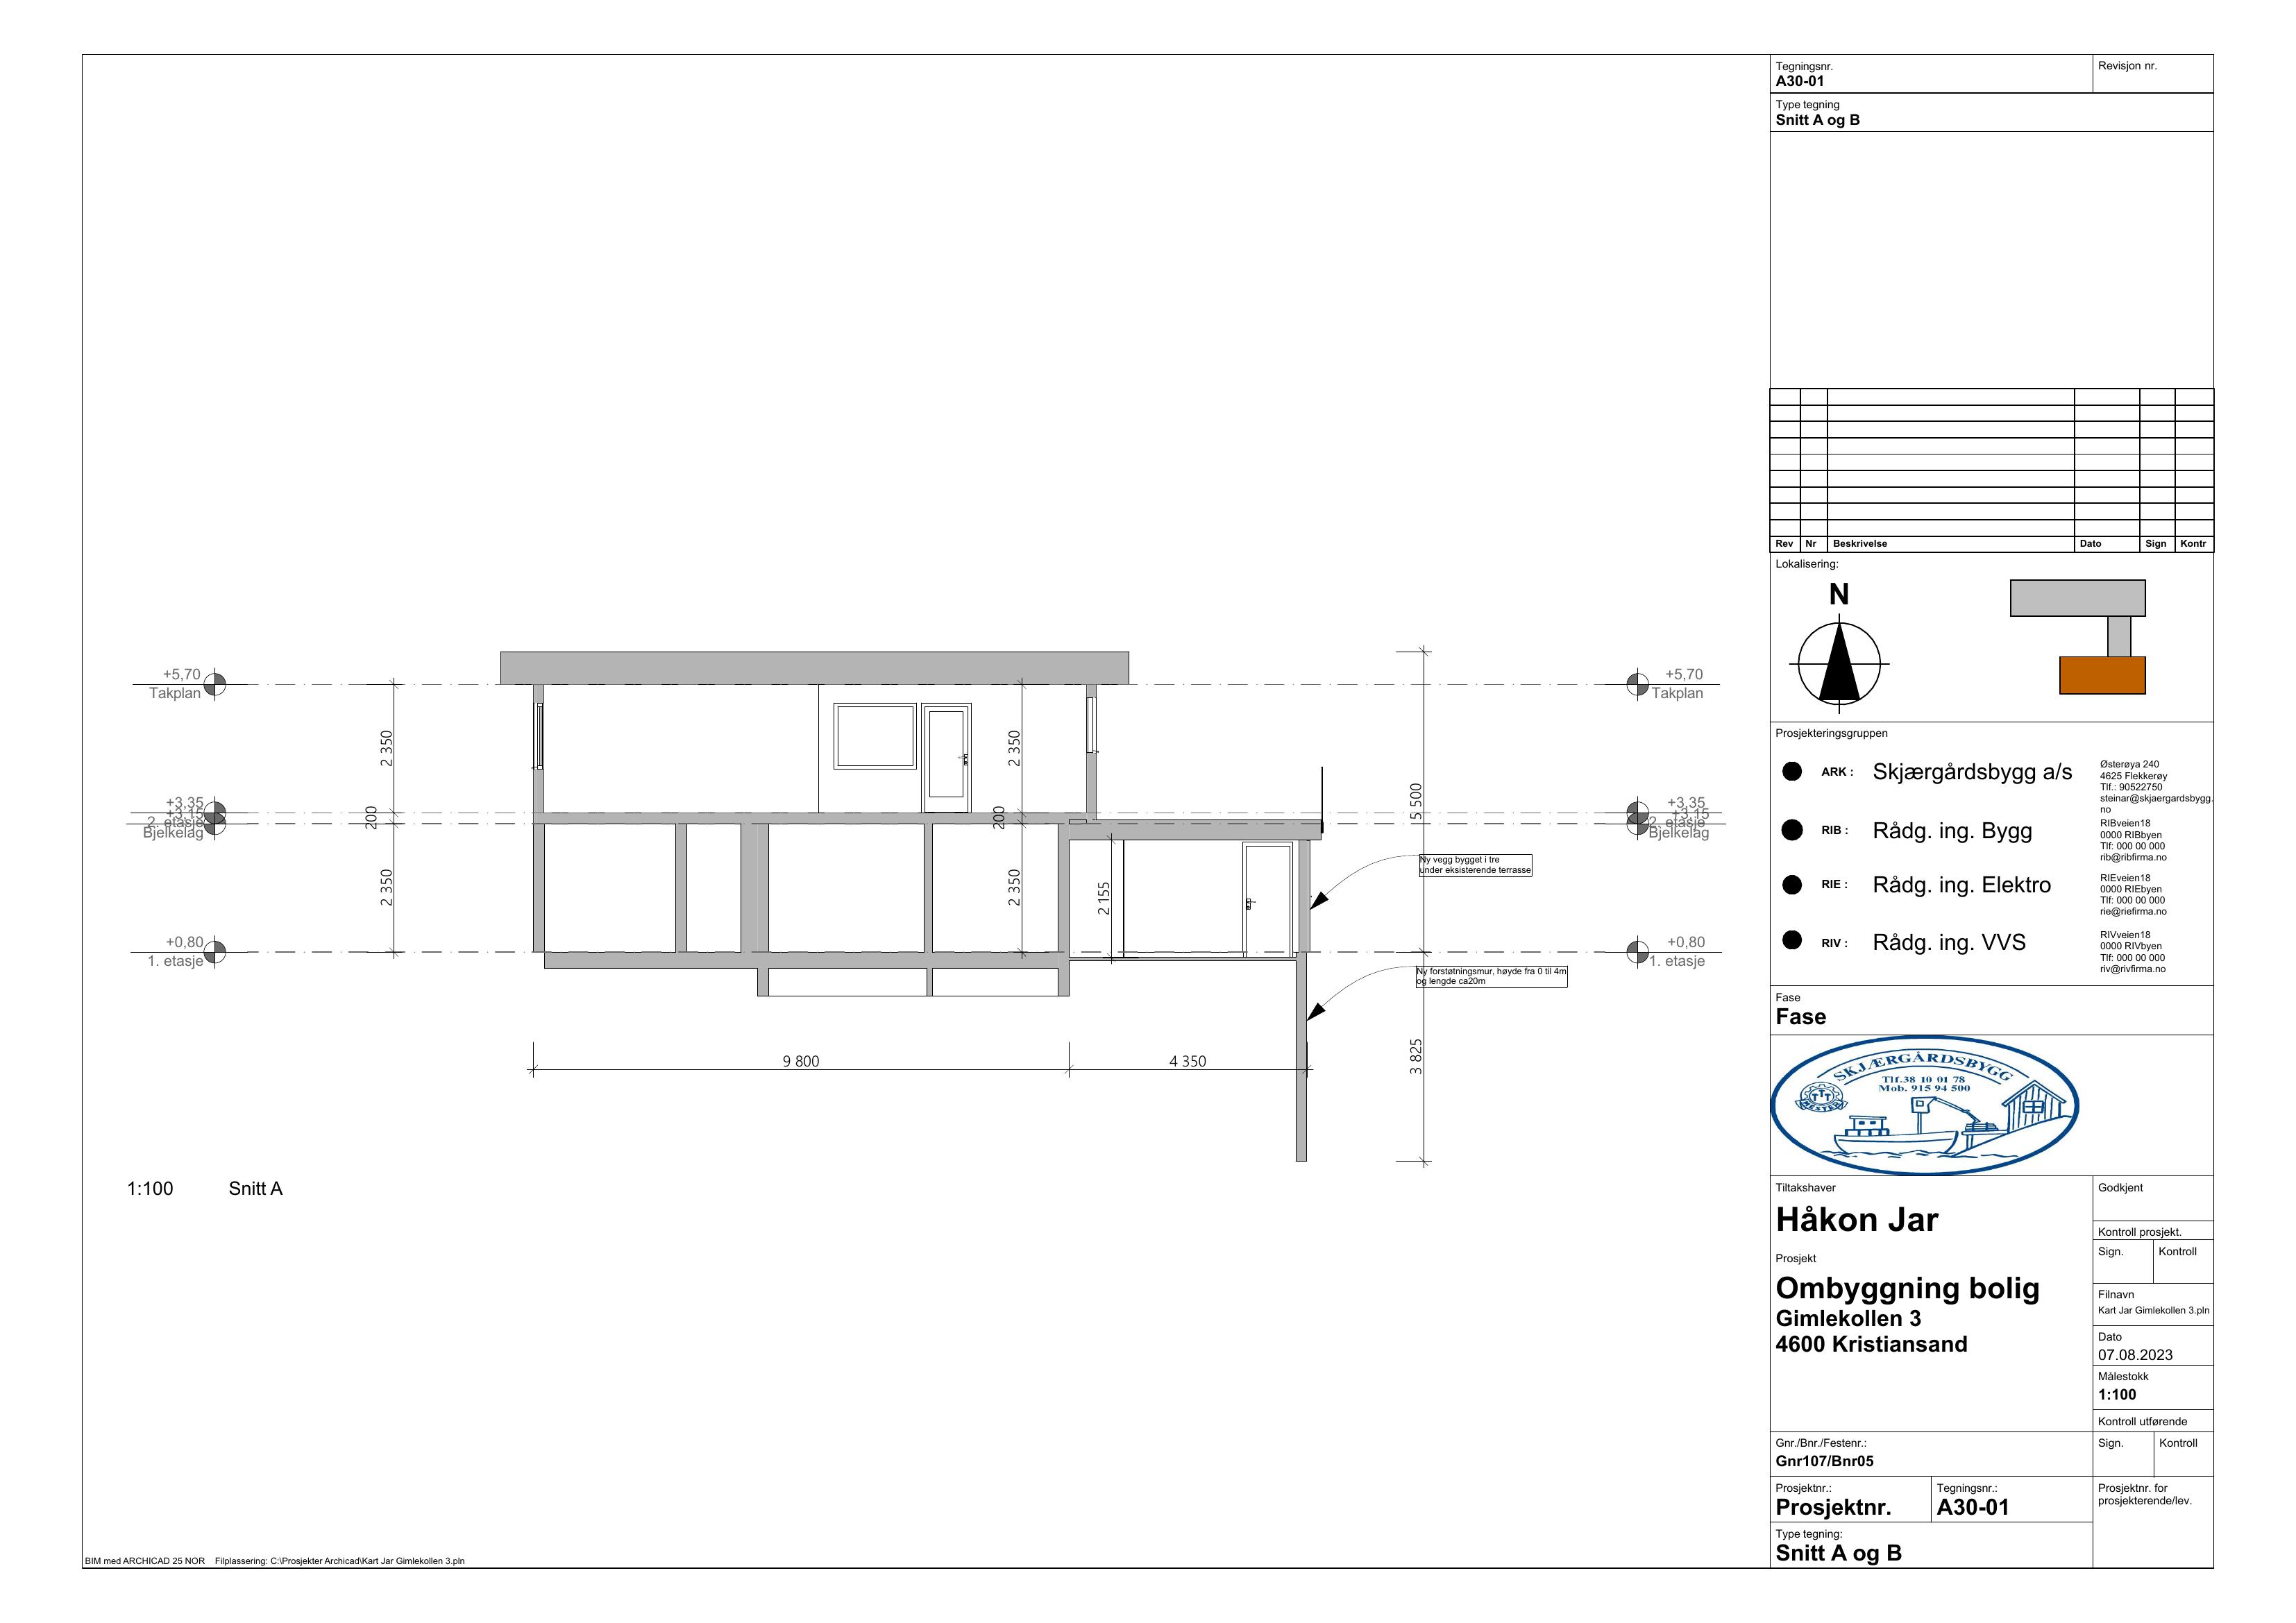 Tegningsnr.
A30-01
Revisjon nr.
Type tegning
Snitt A og B
Rev Nr Beskrivelse Dato Sign Kontr
Lokalisering:
N
Prosjekteringsgruppen
ARK : Skjærgårdsbygg a/s
Østerøya 240
4625 Flekkerøy
Tlf.: 90522750
steinar@skjaergardsbygg.
no
RIB : Rådg. ing. Bygg
RIBveien18
0000 RIBbyen
Tlf: 000 00 000
rib@ribfirma.no
RIE : Rådg. ing. Elektro
RIEveien18
0000 RIEbyen
Tlf: 000 00 000
rie@riefirma.no
RIV : Rådg. ing. VVS
RIVveien18
0000 RIVbyen
Tlf: 000 00 000
riv@rivfirma.no
Fase
Fase
SKJÆRGÅRDSBYGG
Tlf.38 10 01 78
Mob. 915 94 500
MESTER
Tiltakshaver
Håkon Jar
Prosjekt
Ombyggning bolig
Gimlekollen 3
4600 Kristiansand
Godkjent
Kontroll prosjekt.
Sign. Kontroll
Filnavn
Kart Jar Gimlekollen 3.pln
Dato
07.08.2023
Målestokk
1:100
Kontroll utførende
Sign. Kontroll
Gnr./Bnr./Festenr.:
Gnr107/Bnr05
Prosjektnr.:
Prosjektnr.
Tegningsnr.:
A30-01
Prosjektnr. for
prosjekterende/lev.
Type tegning:
Snitt A og B
+5,70
Takplan
+3,35
+3,15
2. etasje
Bjelkelag
+0,80
1. etasje
2 350
200
2 350
2 350
200
2 350
2 155
5 500
3 825
9 800
4 350
Ny vegg bygget i tre
under eksisterende terrasse
Ny forstøtningsmur, høyde fra 0 til 4m
og lengde ca20m
+5,70
Takplan
+3,35
+3,15
2. etasje
Bjelkelag
+0,80
1. etasje
1:100 Snitt A
BIM med ARCHICAD 25 NOR Filplassering: C:\Prosjekter Archicad\Kart Jar Gimlekollen 3.pln